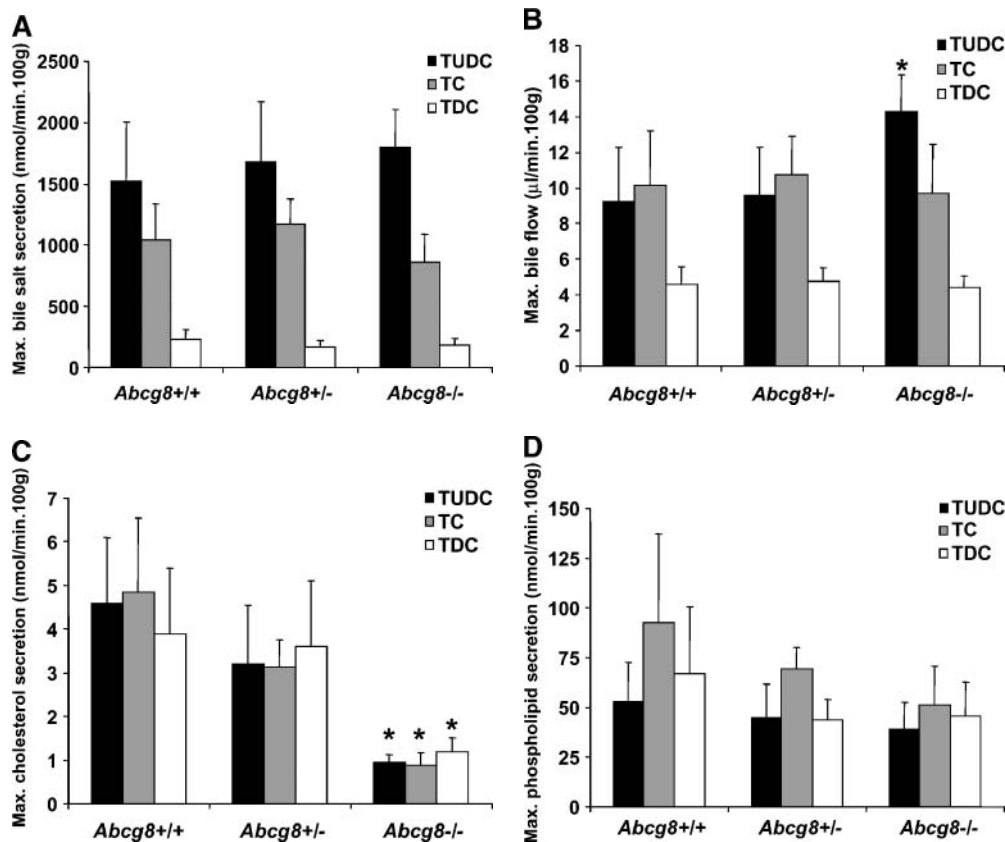 A
Max. bile salt secretion (nmol/min.100g)
2500
2000
1500
1000
500
0
TUDC
TC
TDC
Abcg8+/+ Abcg8+/- Abcg8-/-
B
Max. bile flow (µl/min.100g)
18
16
14
12
10
8
6
4
2
0
TUDC
TC
TDC
*
Abcg8+/+ Abcg8+/- Abcg8-/-
C
Max. cholesterol secretion (nmol/min.100g)
7
6
5
4
3
2
1
0
TUDC
TC
TDC
* * *
Abcg8+/+ Abcg8+/- Abcg8-/-
D
Max. phospholipid secretion (nmol/min.100g)
150
125
100
75
50
25
0
TUDC
TC
TDC
Abcg8+/+ Abcg8+/- Abcg8-/-